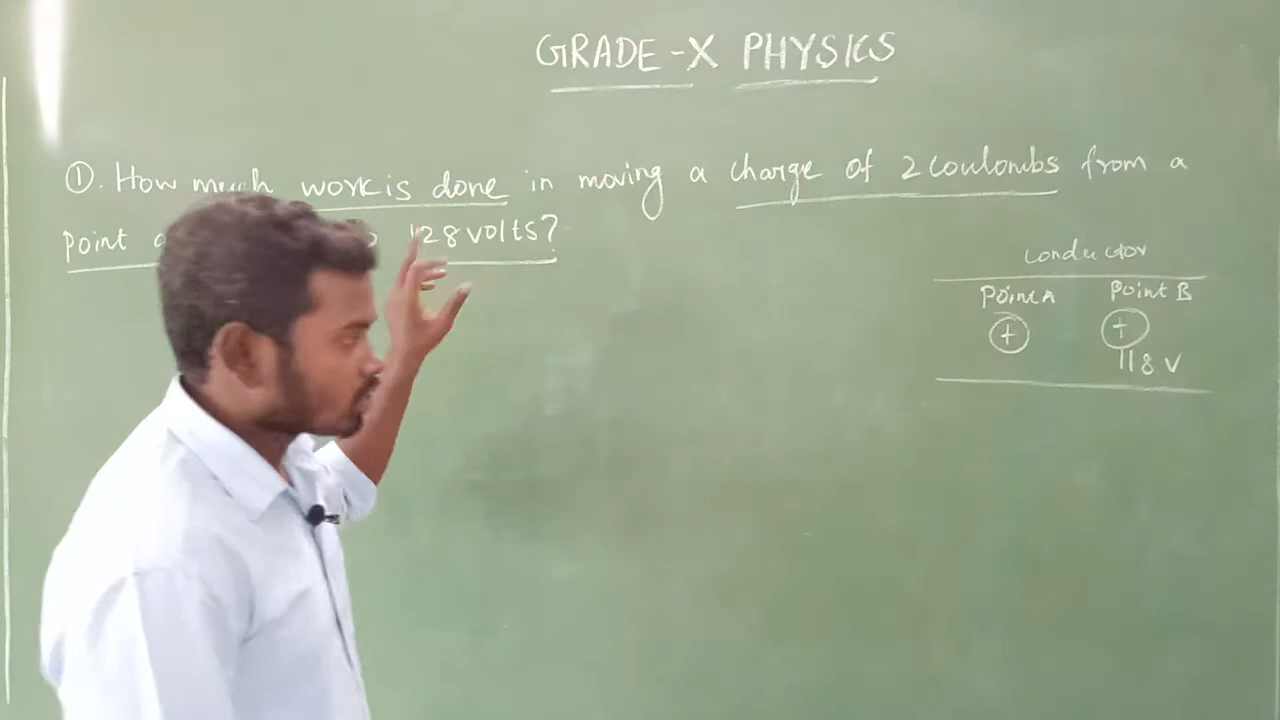 GRADE-X PHYSICS
①. How much work is done in moving a charge of 2 coulombs from a
point 128 volts?
conductor
Point A Point B
+ +
118 V